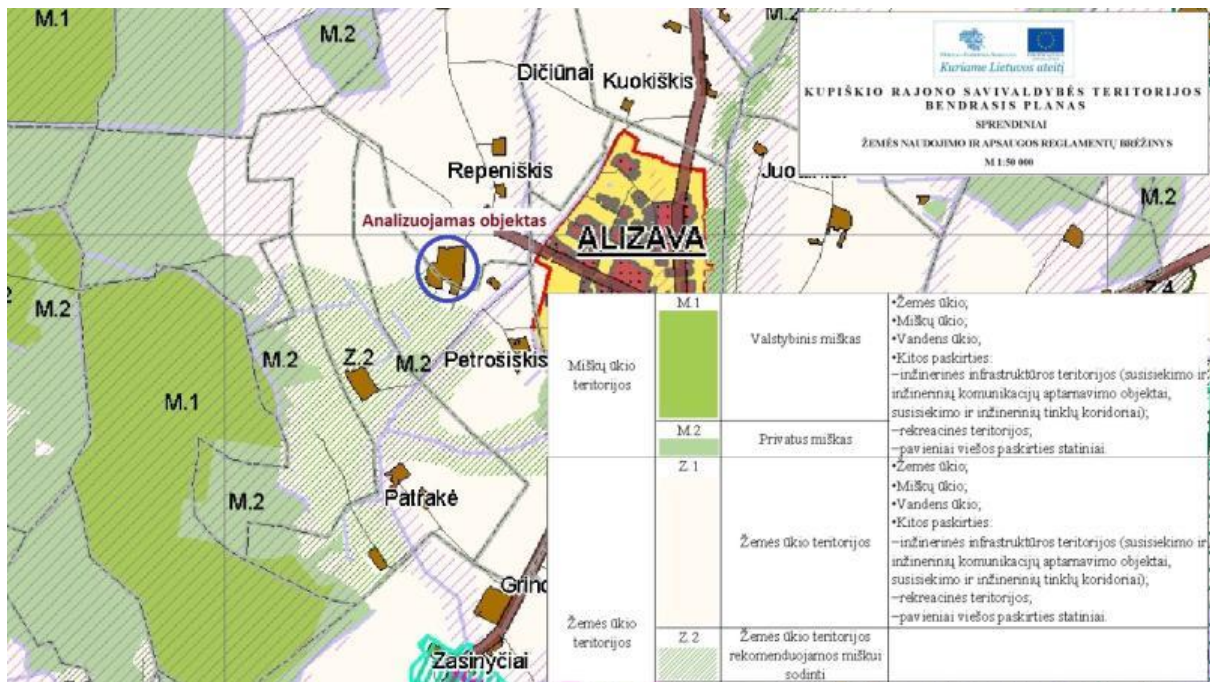 M.1
M.2
M.2
Dičiūnai
Kuokiškis
Kuriame Lietuvos ateitį
KUPIŠKIO RAJONO SAVIVALDYBĖS TERITORIJOS
BENDRASIS PLANAS
SPRENDINIAI
ŽEMĖS NAUDOJIMO IR APSAUGOS REGLAMENTŲ BRĖŽINYS
M 1:50 000
Repeniškis
M.2
Analizuojamas objektas
ALIZAVA
Z.4
M.2
M.2
Z.2
M.2
Petrošiškis
M.1
M.2
Patrakė
Zasinyčiai
Miškų ūkio
teritorijos
M.1
Valstybinis miškas
•Žemės ūkio;
•Miškų ūkio;
•Vandens ūkio;
•Kitos paskirties:
–inžinerinės infrastruktūros teritorijos (susisiekimo ir
inžinerinių komunikacijų aptarnavimo objektai,
susisiekimo ir inžinerinių tinklų koridoriai);
–rekreacinės teritorijos;
–pavieniai viešos paskirties statiniai.
M.2
Privatus miškas
Žemės ūkio
teritorijos
Z.1
Žemės ūkio teritorijos
•Žemės ūkio;
•Miškų ūkio;
•Vandens ūkio;
•Kitos paskirties:
–inžinerinės infrastruktūros teritorijos (susisiekimo ir
inžinerinių komunikacijų aptarnavimo objektai,
susisiekimo ir inžinerinių tinklų koridoriai);
–rekreacinės teritorijos;
–pavieniai viešos paskirties statiniai.
Z.2
Žemės ūkio teritorijos
rekomenduojamos miškui
sodinti